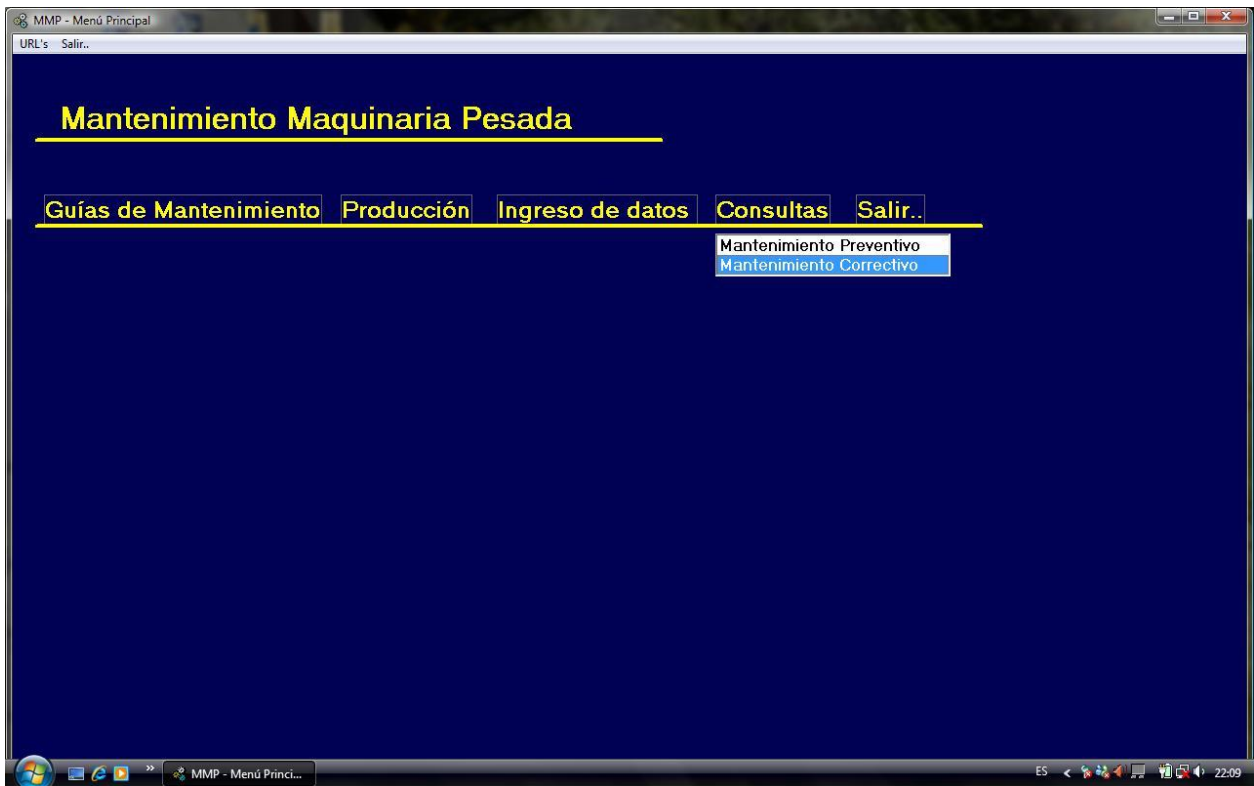 MMP - Menú Principal
URL's Salir..
Mantenimiento Maquinaria Pesada
Guías de Mantenimiento Producción Ingreso de datos Consultas Salir..
Mantenimiento Preventivo
Mantenimiento Correctivo
» MMP - Menú Princi... ES < 22:09